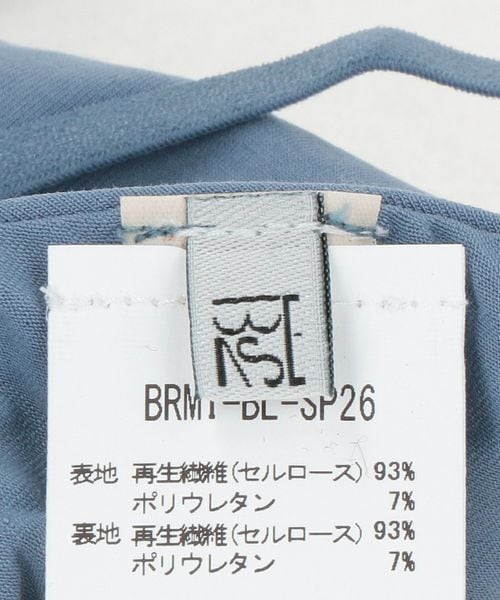 BRM1-BL-SP26
表地 再生繊維(セルロース) 93%
ポリウレタン 7%
裏地 再生繊維(セルロース) 93%
ポリウレタン 7%